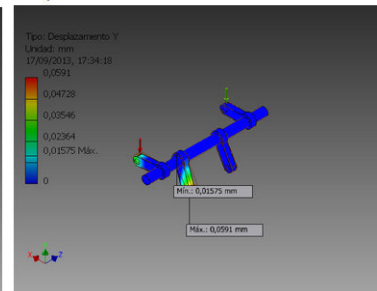 Tipo: Desplazamento Y
Unidad: mm
17/09/2013, 17:34:18
0,0591
0,04728
0,03546
0,02364
0,01575 Máx.
0
Mín.: 0,01575 mm
Máx.: 0,0591 mm
X
Z